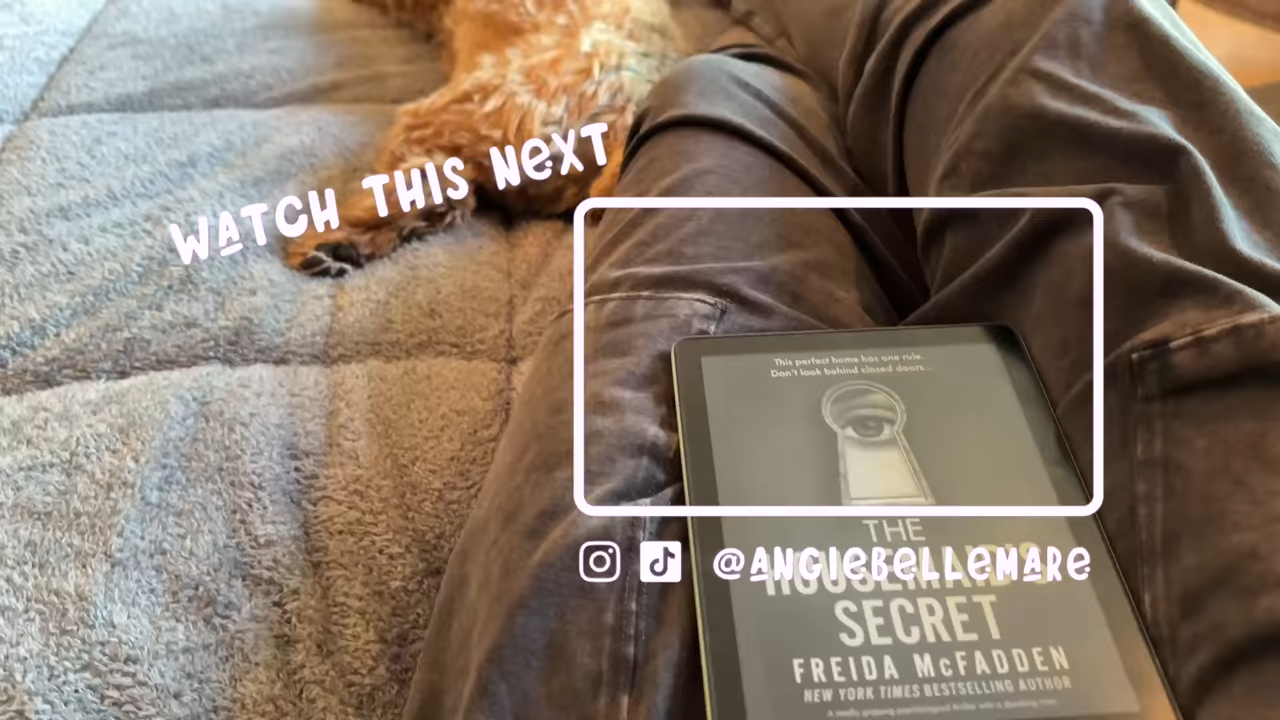 WATCH THIS NEXT
This perfect home has one rule.
Don't look behind closed doors...
THE
@ANGIEBELLEMARE
SECRET
FREIDA McFADDEN
NEW YORK TIMES BESTSELLING AUTHOR